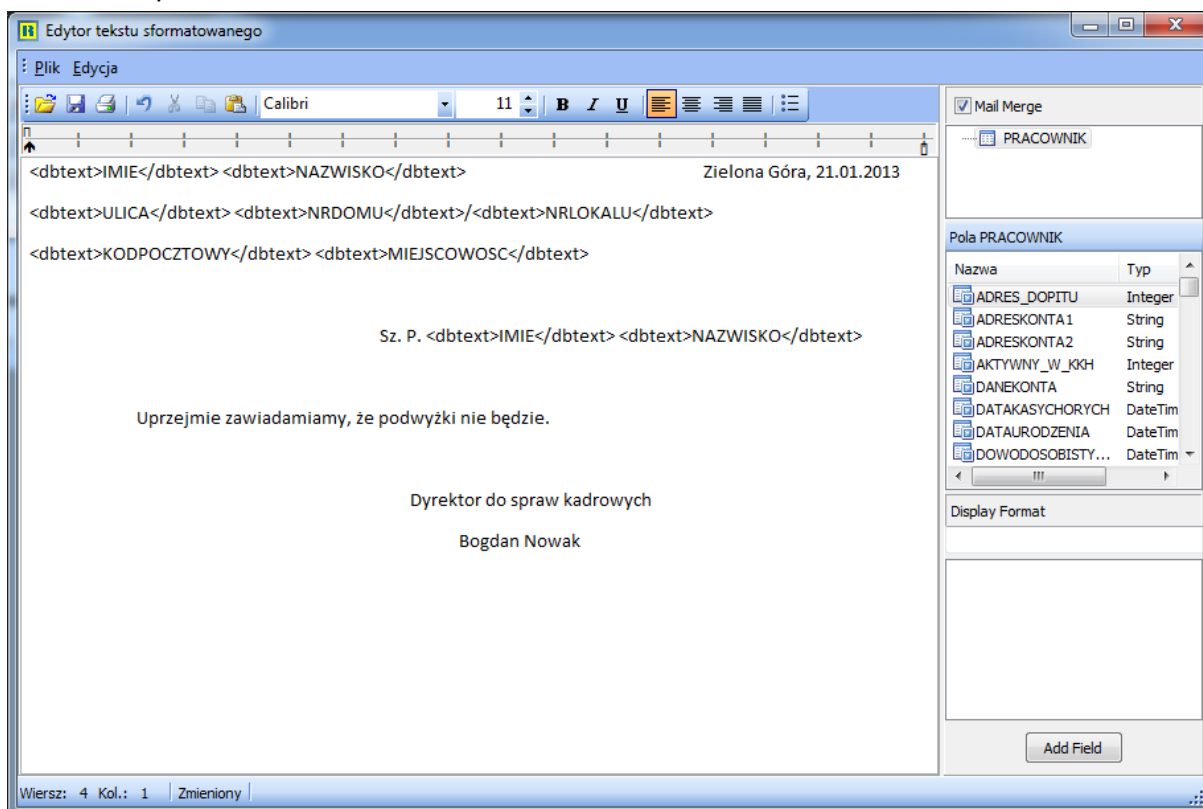 Edytor tekstu sformatowanego
Plik Edycja
Calibri 11 B I U
Mail Merge
PRACOWNIK
<dbtext>IMIE</dbtext> <dbtext>NAZWISKO</dbtext> Zielona Góra, 21.01.2013
<dbtext>ULICA</dbtext> <dbtext>NRDOMU</dbtext>/<dbtext>NRLOKALU</dbtext>
<dbtext>KODPOCZTOWY</dbtext> <dbtext>MIEJSCOWOSC</dbtext>
Sz. P. <dbtext>IMIE</dbtext> <dbtext>NAZWISKO</dbtext>
Uprzejmie zawiadamiamy, że podwyżki nie będzie.
Dyrektor do spraw kadrowych
Bogdan Nowak
Pola PRACOWNIK
Nazwa Typ
ADRES_DOPITU Integer
ADRESKONTA1 String
ADRESKONTA2 String
AKTYWNY_W_KKH Integer
DANEKONTA String
DATAKASYCHORYCH DateTim
DATAURODZENIA DateTim
DOWODOSOBISTY... DateTim
Display Format
Add Field
Wiersz: 4 Kol.: 1 Zmieniony